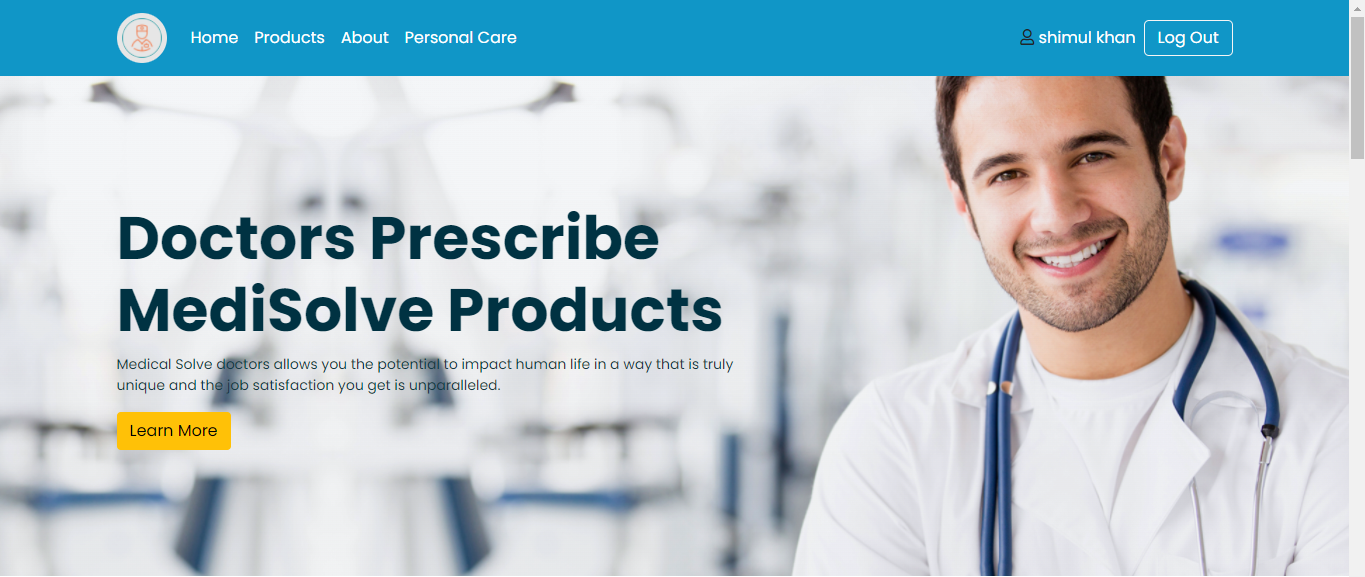 Home Products About Personal Care shimul khan Log Out
Doctors Prescribe
MediSolve Products
Medical Solve doctors allows you the potential to impact human life in a way that is truly
unique and the job satisfaction you get is unparalleled.
Learn More